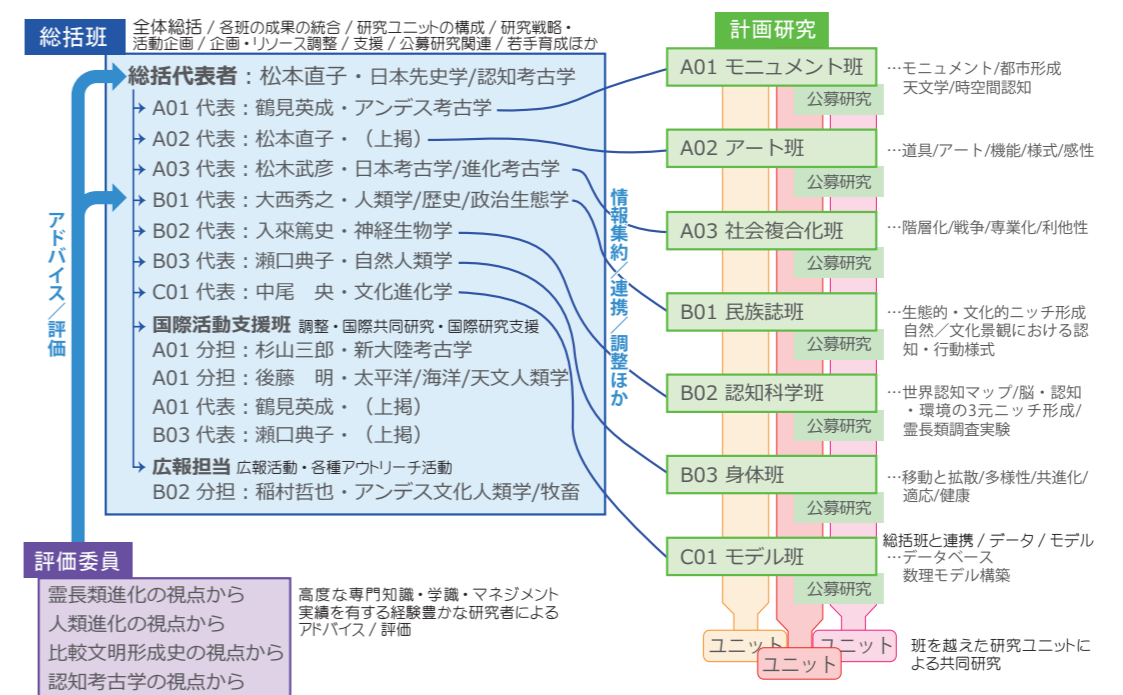 総括班
全体総括 / 各班の成果の統合 / 研究ユニットの構成 / 研究戦略・
活動企画 / 企画・リソース調整 / 支援 / 公募研究関連 / 若手育成ほか
総括代表者：松本直子・日本先史学/認知考古学
A01 代表：鶴見英成・アンデス考古学
A02 代表：松本直子・（上掲）
A03 代表：松木武彦・日本考古学/進化考古学
B01 代表：大西秀之・人類学/歴史/政治生態学
B02 代表：入來篤史・神経生物学
B03 代表：瀬口典子・自然人類学
C01 代表：中尾　央・文化進化学
国際活動支援班 調整・国際共同研究・国際研究支援
A01 分担：杉山三郎・新大陸考古学
A01 分担：後藤　明・太平洋/海洋/天文人類学
A01 代表：鶴見英成・（上掲）
B03 代表：瀬口典子・（上掲）
広報担当 広報活動・各種アウトリーチ活動
B02 分担：稲村哲也・アンデス文化人類学/牧畜
アドバイス／評価
情報集約／連携／調整ほか
評価委員
霊長類進化の視点から
人類進化の視点から
比較文明形成史の視点から
認知考古学の視点から
高度な専門知識・学識・マネジメント
実績を有する経験豊かな研究者による
アドバイス / 評価
計画研究
A01 モニュメント班
公募研究
…モニュメント/都市形成
天文学/時空間認知
A02 アート班
公募研究
…道具/アート/機能/様式/感性
A03 社会複合化班
公募研究
…階層化/戦争/専業化/利他性
B01 民族誌班
公募研究
…生態的・文化的ニッチ形成
自然／文化景観における認
知・行動様式
B02 認知科学班
公募研究
…世界認知マップ/脳・認知
・環境の3元ニッチ形成/
霊長類調査実験
B03 身体班
公募研究
…移動と拡散/多様性/共進化/
適応/健康
C01 モデル班
公募研究
総括班と連携 / データ / モデル
…データベース
数理モデル構築
ユニット
ユニット
ユニット
班を越えた研究ユニットに
よる共同研究